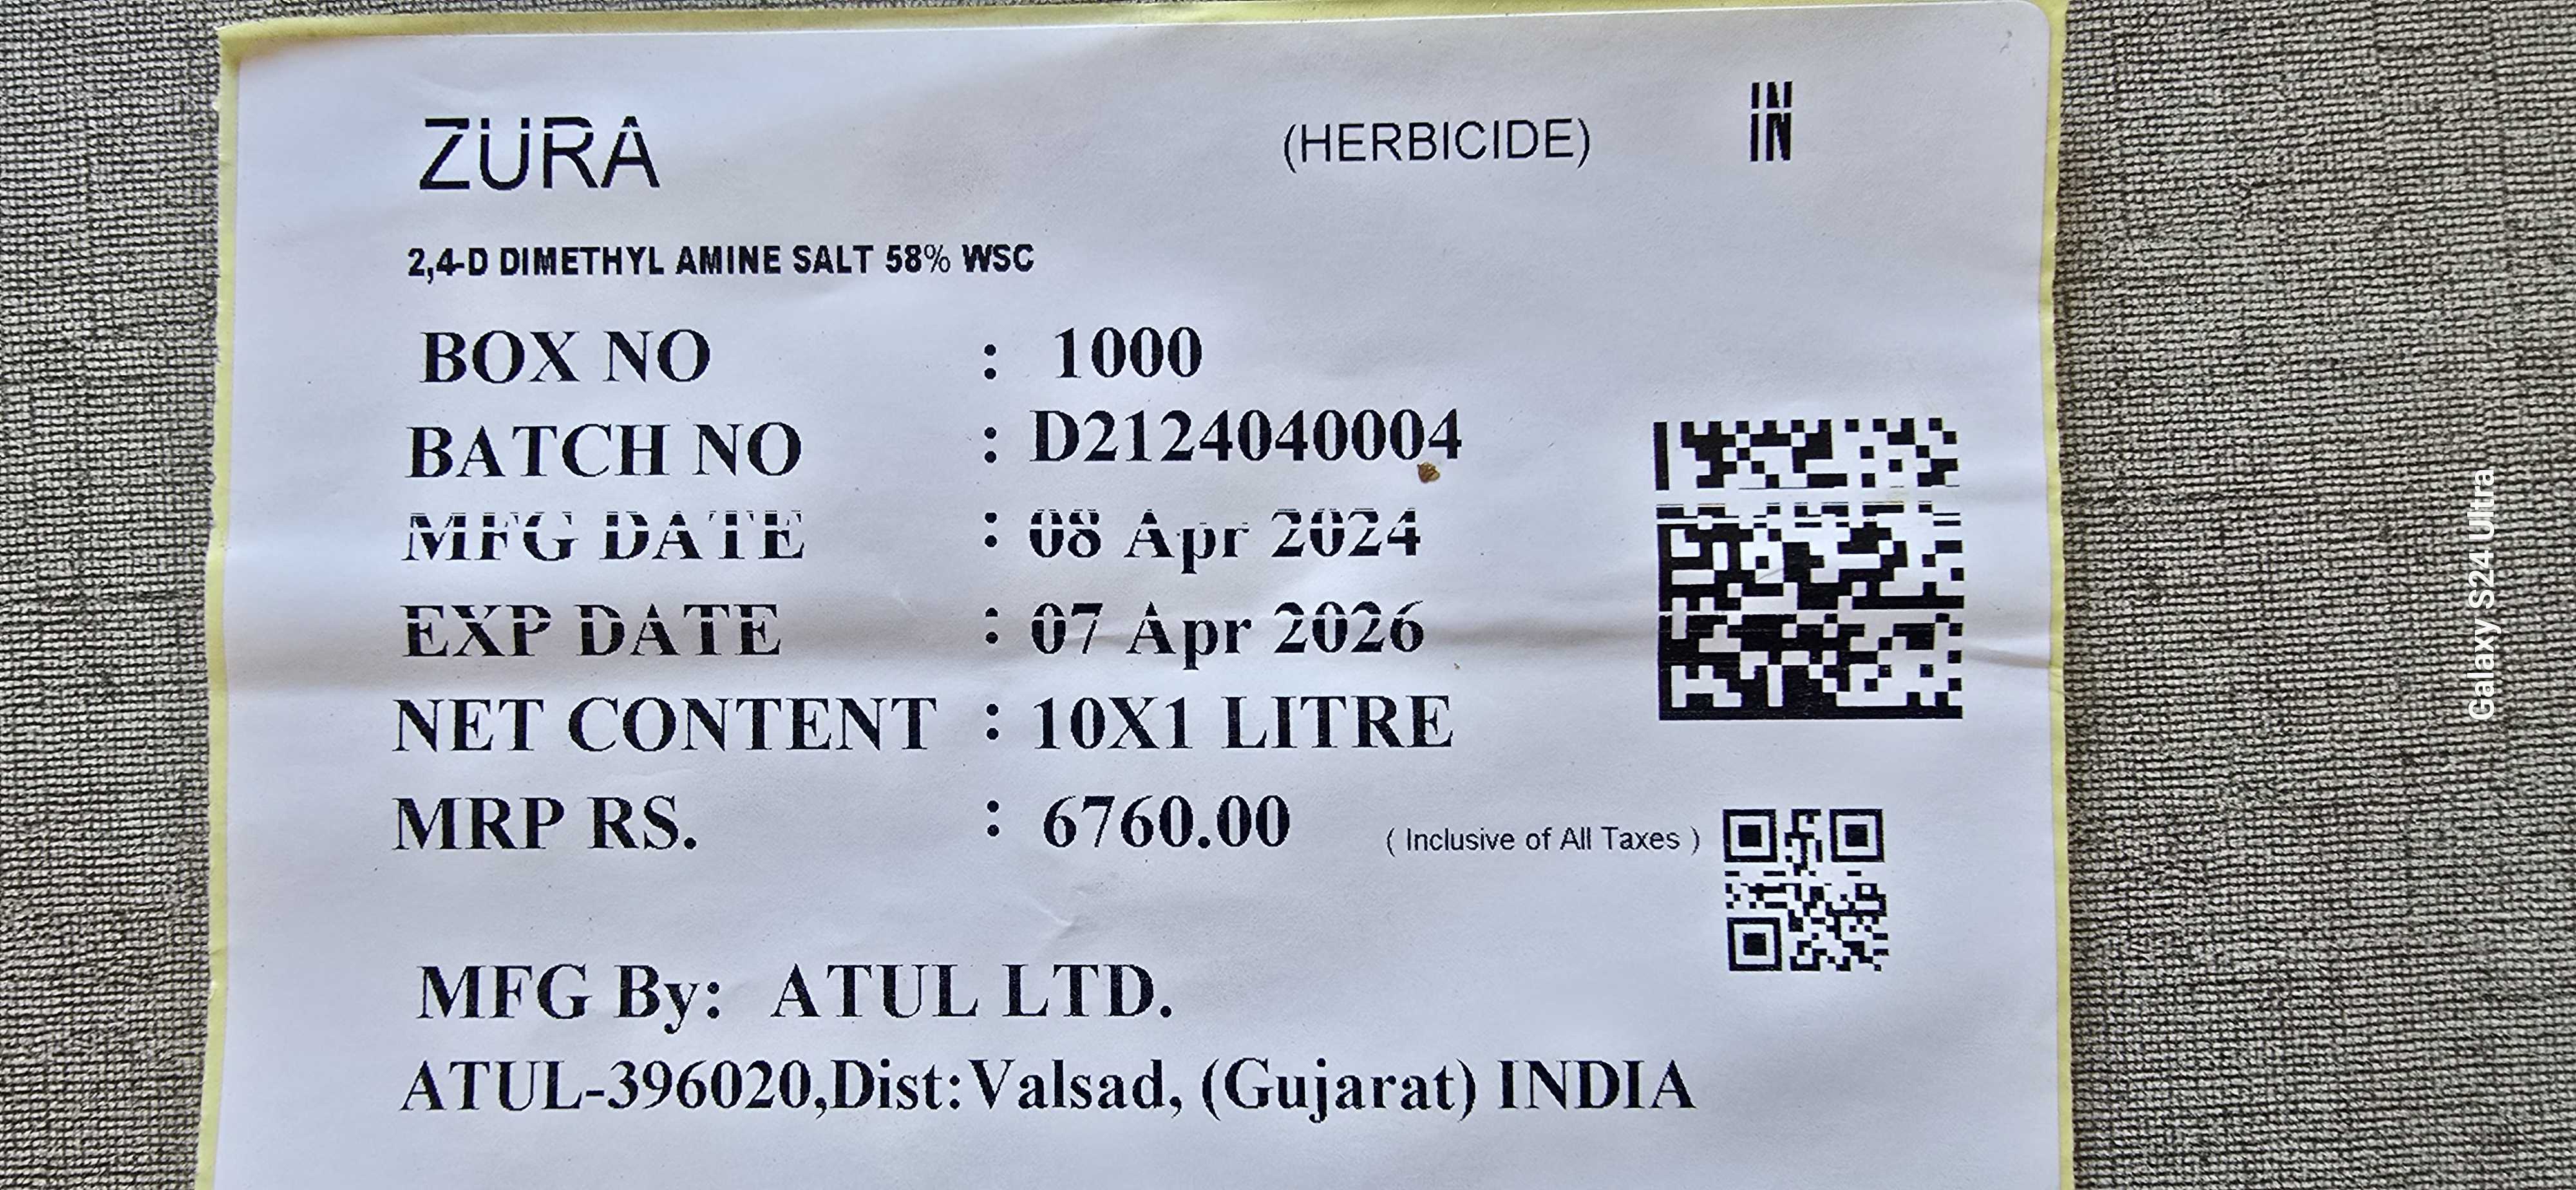 ZURA (HERBICIDE) IN
IN
2,4-D DIMETHYL AMINE SALT 58% WSC
BOX NO : 1000
BATCH NO : D2124040004
MFG DATE : 08 Apr 2024
EXP DATE : 07 Apr 2026
NET CONTENT : 10X1 LITRE
MRP RS. : 6760.00 ( Inclusive of All Taxes )
MFG By: ATUL LTD.
ATUL-396020,Dist:Valsad, (Gujarat) INDIA
Galaxy S24 Ultra